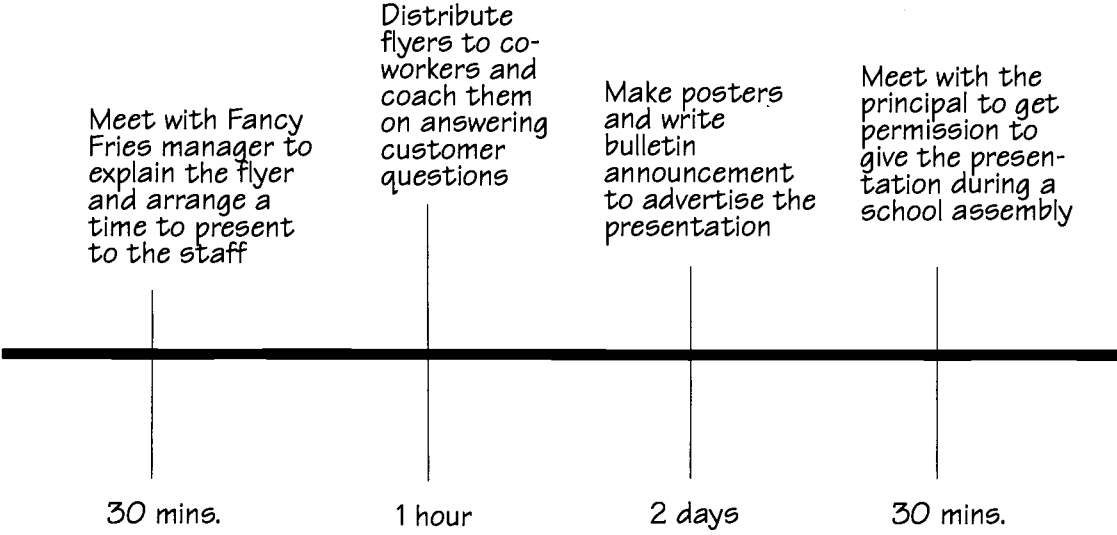 Meet with Fancy
Fries manager to
explain the flyer
and arrange a
time to present
to the staff
Distribute
flyers to co-
workers and
coach them
on answering
customer
questions
Make posters
and write
bulletin
announcement
to advertise the
presentation
Meet with the
principal to get
permission to
give the presen-
tation during a
school assembly
30 mins.
1 hour
2 days
30 mins.